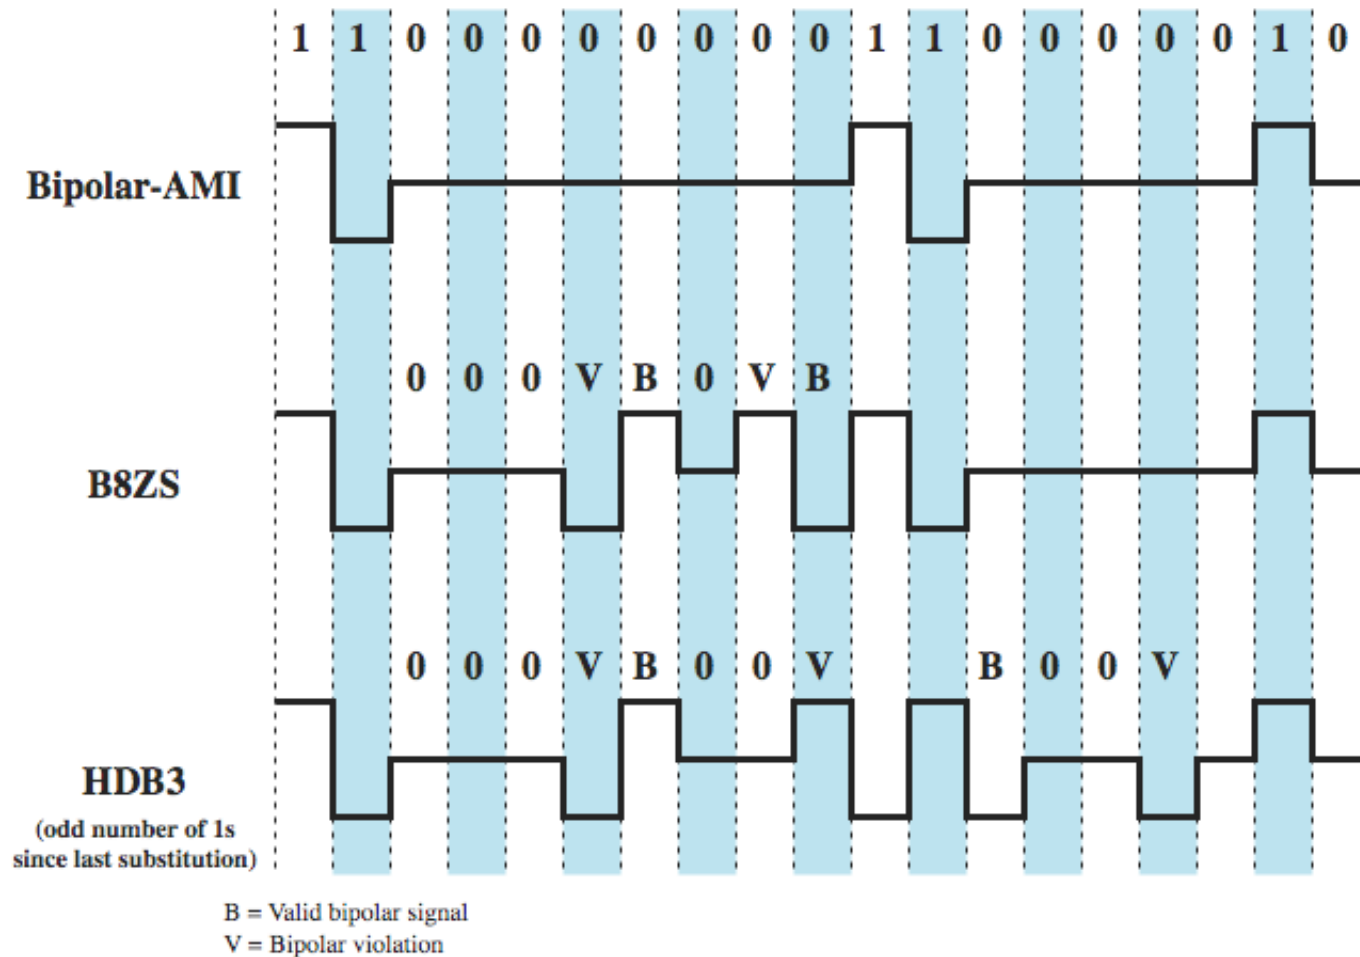 1 1 0 0 0 0 0 0 0 0 1 1 0 0 0 0 0 1 0
Bipolar-AMI
0 0 0 V B 0 V B
B8ZS
0 0 0 V B 0 0 V B 0 0 V
HDB3
(odd number of 1s
since last substitution)
B = Valid bipolar signal
V = Bipolar violation